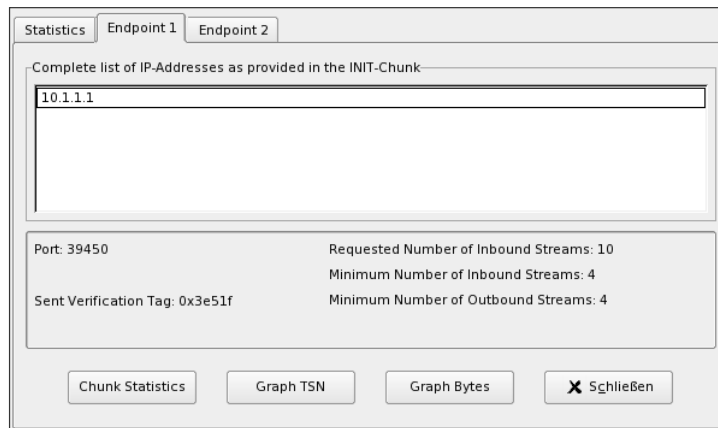 Statistics
Endpoint 1
Endpoint 2
Complete list of IP-Addresses as provided in the INIT-Chunk
10.1.1.1
Port: 39450
Requested Number of Inbound Streams: 10
Minimum Number of Inbound Streams: 4
Sent Verification Tag: 0x3e51f
Minimum Number of Outbound Streams: 4
Chunk Statistics
Graph TSN
Graph Bytes
Schließen